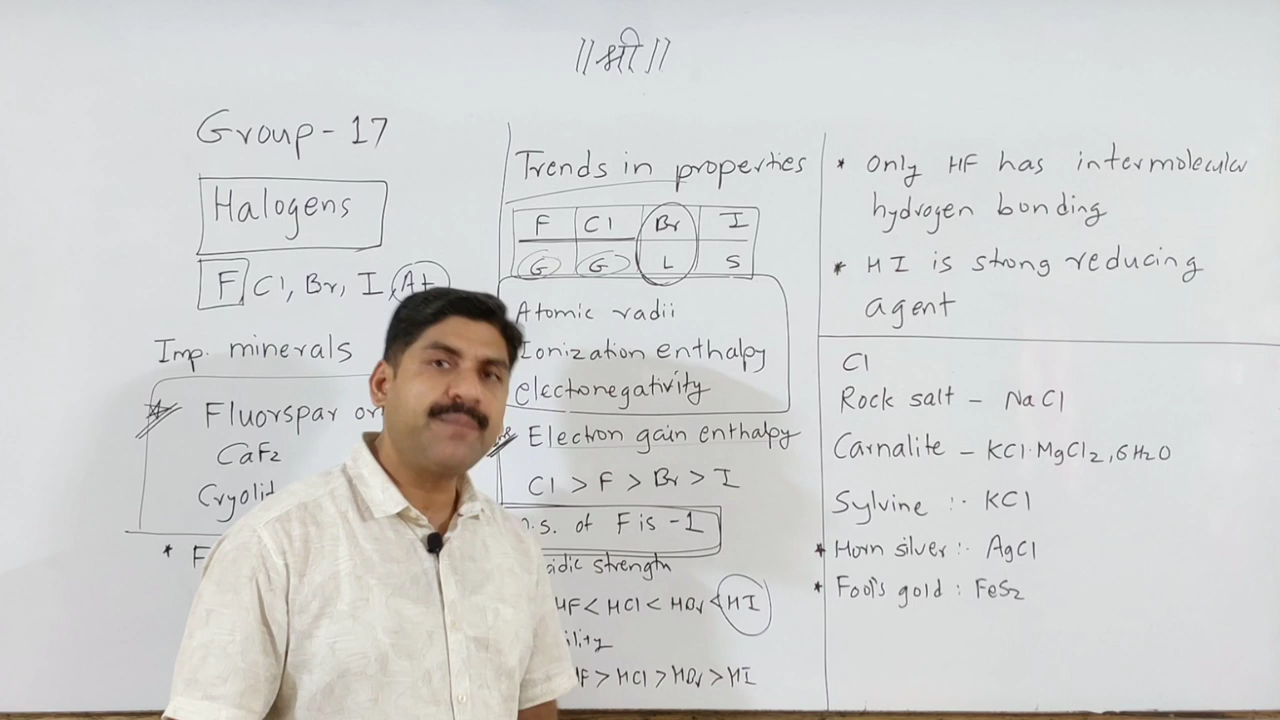 ||श्री||
Group-17
Halogens
F Cl, Br, I, At
Imp. minerals
Fluorspar
CaF2
* F
Trends in properties
F Cl Br I
G G L S
Atomic radii
Ionization enthalpy
electonegativity
Electron gain enthalpy
Cl > F > Br > I
of F is -1
strength
HF < HCl < HBr < HI
HF > HCl > HBr > HI
* Only HF has intermolecular
hydrogen bonding
* HI is strong reducing
agent
Cl
Rock salt - NaCl
Carnalite - KCl.MgCl2,6H2O
Sylvine :- KCl
* Horn silver :- AgCl
* Fool's gold : FeS2